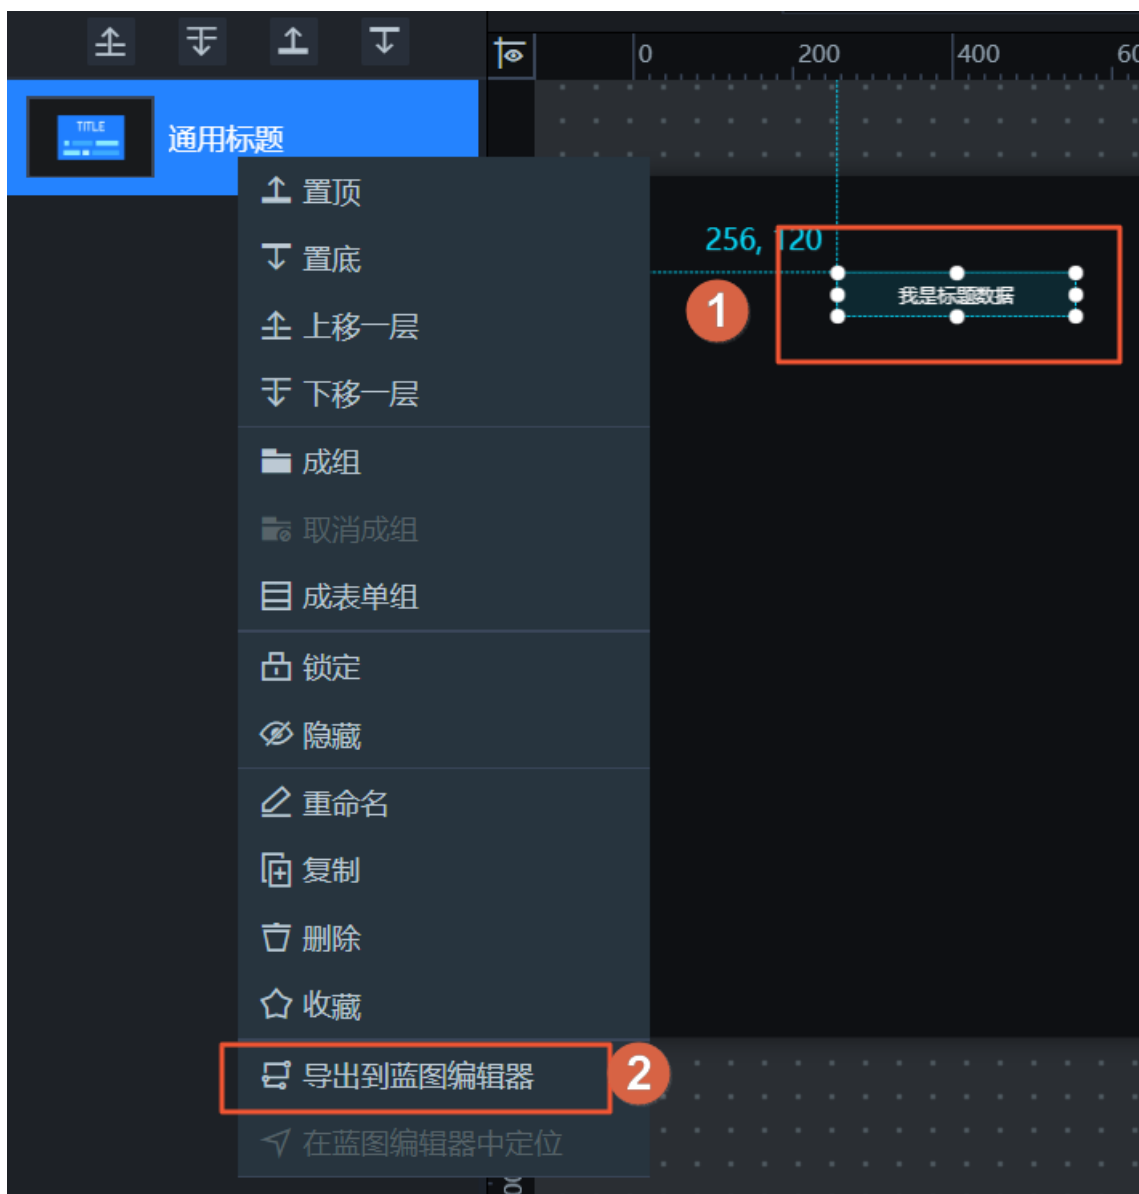 0 200 400 60
TITLE
通用标题
置顶
256, 120
置底
我是标题数据
1
上移一层
下移一层
成组
取消成组
成表单组
锁定
隐藏
重命名
复制
删除
收藏
导出到蓝图编辑器
2
在蓝图编辑器中定位